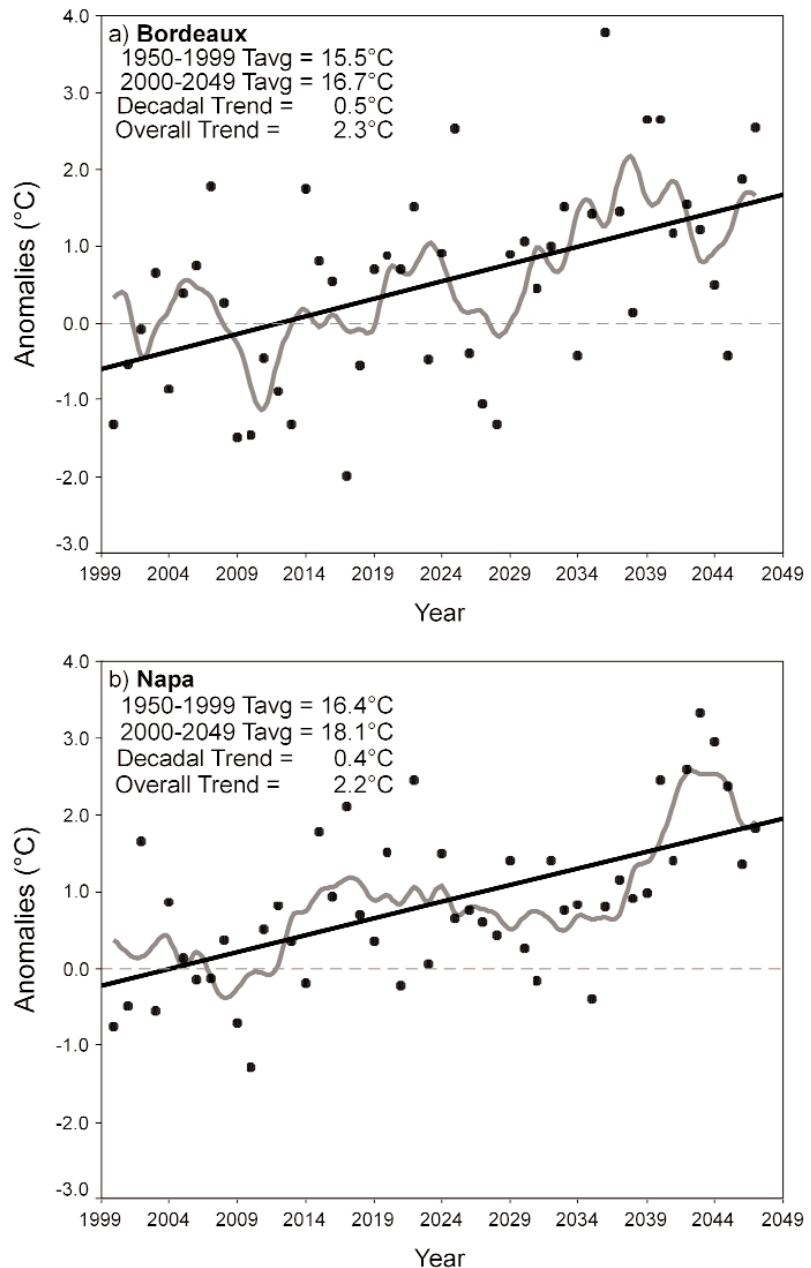 4.0
a) Bordeaux
1950-1999 Tavg = 15.5°C
2000-2049 Tavg = 16.7°C
Decadal Trend = 0.5°C
Overall Trend = 2.3°C
3.0
2.0
1.0
0.0
-1.0
-2.0
-3.0
Anomalies (°C)
1999 2004 2009 2014 2019 2024 2029 2034 2039 2044 2049
Year
4.0
b) Napa
1950-1999 Tavg = 16.4°C
2000-2049 Tavg = 18.1°C
Decadal Trend = 0.4°C
Overall Trend = 2.2°C
3.0
2.0
1.0
0.0
-1.0
-2.0
-3.0
Anomalies (°C)
1999 2004 2009 2014 2019 2024 2029 2034 2039 2044 2049
Year